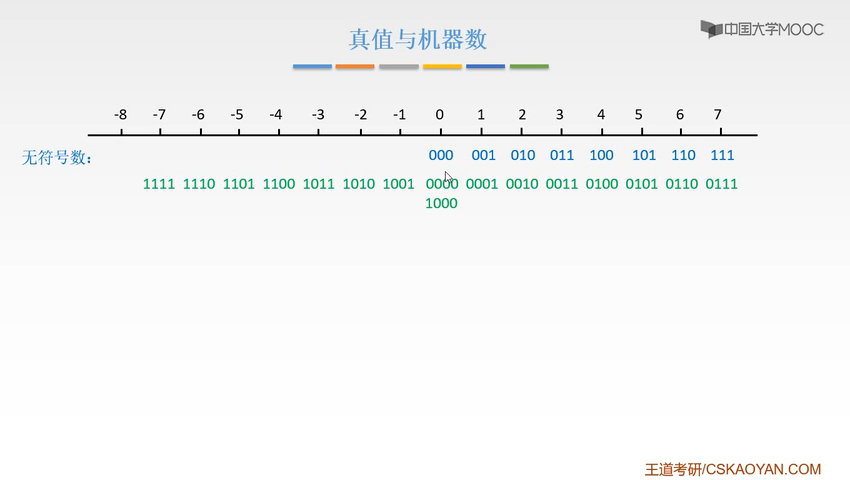 真值与机器数
中国大学MOOC
-8 -7 -6 -5 -4 -3 -2 -1 0 1 2 3 4 5 6 7
无符号数： 000 001 010 011 100 101 110 111
1111 1110 1101 1100 1011 1010 1001 0000 0001 0010 0011 0100 0101 0110 0111
1000
王道考研/CSKAOYAN.COM